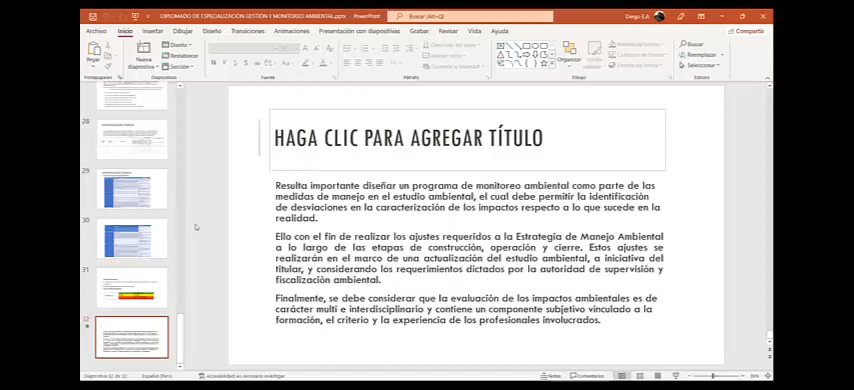 DIPLOMADO DE ESPECIALIZACION GESTIÓN Y MONITOREO AMBIENTAL.pptx - PowerPoint
Buscar (Alt+Q)
Diego E.A
Archivo Inicio Insertar Dibujar Diseño Transiciones Animaciones Presentación con diapositivas Grabar Revisar Vista Ayuda Compartir
Pegar
Nueva diapositiva
Diseño
Restablecer
Sección
Organizar
Buscar
Reemplazar
Seleccionar
Portapapeles Diapositivas Fuente Párrafo Dibujo Edición
28
29
30
31
32
HAGA CLIC PARA AGREGAR TÍTULO
Resulta importante diseñar un programa de monitoreo ambiental como parte de las
medidas de manejo en el estudio ambiental, el cual debe permitir la identificación
de desviaciones en la caracterización de los impactos respecto a lo que sucede en la
realidad.
Ello con el fin de realizar los ajustes requeridos a la Estrategia de Manejo Ambiental
a lo largo de las etapas de construcción, operación y cierre. Estos ajustes se
realizarán en el marco de una actualización del estudio ambiental, a iniciativa del
titular, y considerando los requerimientos dictados por la autoridad de supervisión y
fiscalización ambiental.
Finalmente, se debe considerar que la evaluación de los impactos ambientales es de
carácter multi e interdisciplinario y contiene un componente subjetivo vinculado a la
formación, el criterio y la experiencia de los profesionales involucrados.
Diapositiva 32 de 32 Español (Perú) Accesibilidad: es necesario investigar Notas Comentarios